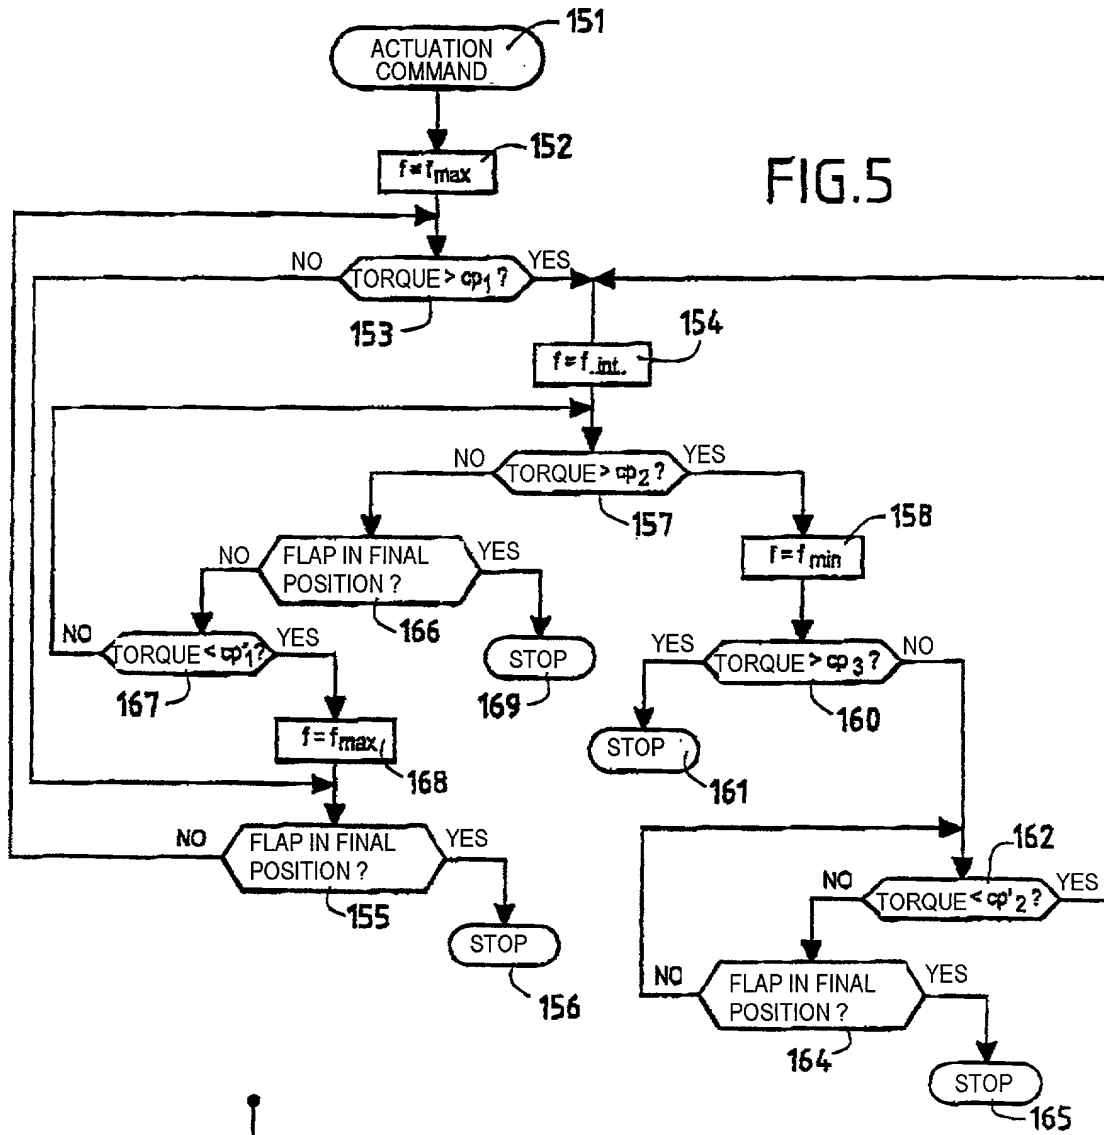 151
ACTUATION
COMMAND
152
f = fmax
FIG.5
NO
TORQUE > cp1 ?
YES
153
154
f = f.int.
NO
TORQUE > cp2 ?
YES
157
158
f = fmin
NO
FLAP IN FINAL
POSITION ?
YES
166
NO
TORQUE < cp'1 ?
YES
167
STOP
169
YES
TORQUE > cp3 ?
NO
160
f = fmax
168
STOP
161
NO
FLAP IN FINAL
POSITION ?
YES
155
162
NO
TORQUE < cp'2 ?
YES
STOP
156
NO
FLAP IN FINAL
POSITION ?
YES
164
STOP
165